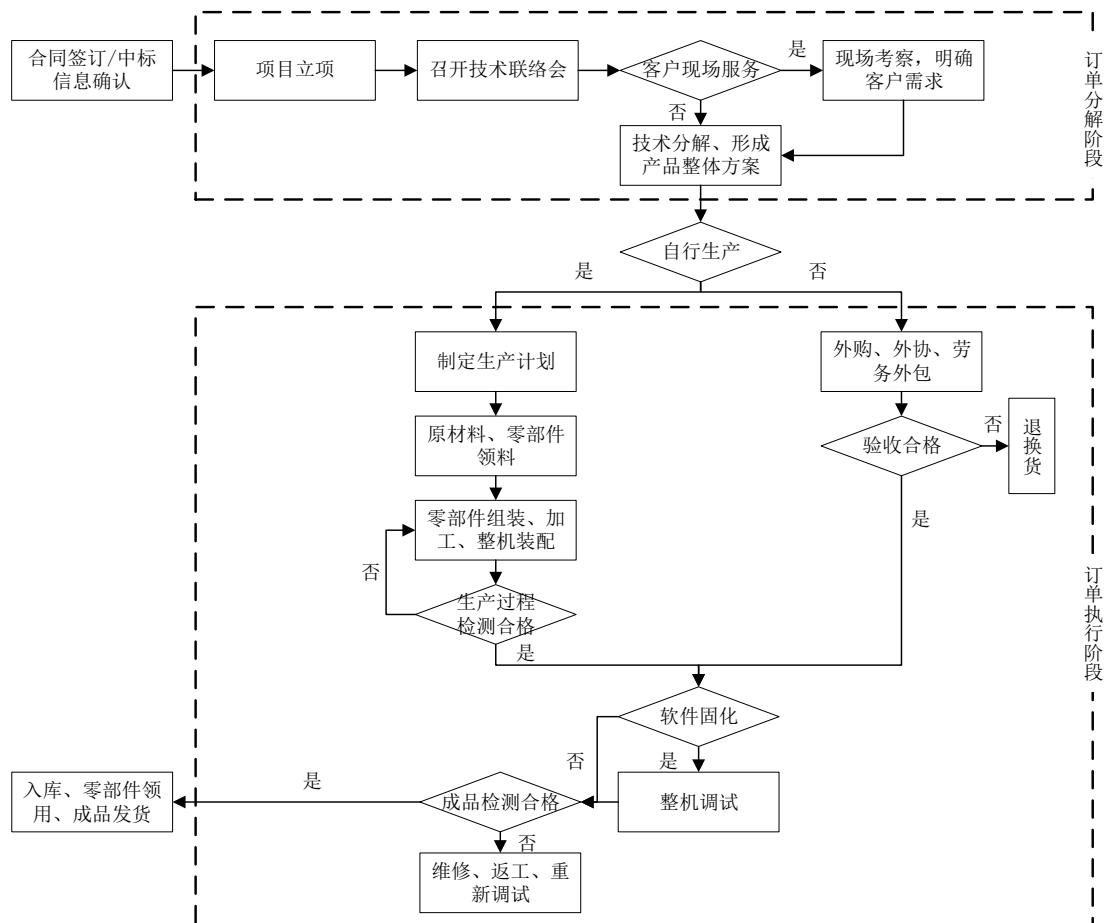 合同签订/中标
信息确认
项目立项
召开技术联络会
客户现场服务
是
现场考察，明确
客户需求
否
技术分解、形成
产品整体方案
订单分解阶段
自行生产
是
否
制定生产计划
外购、外协、劳
务外包
原材料、零部件
领料
验收合格
否
退换货
零部件组装、加
工、整机装配
是
否
生产过程
检测合格
是
订单执行阶段
软件固化
是
否
整机调试
成品检测合格
是
入库、零部件领
用、成品发货
否
维修、返工、重
新调试